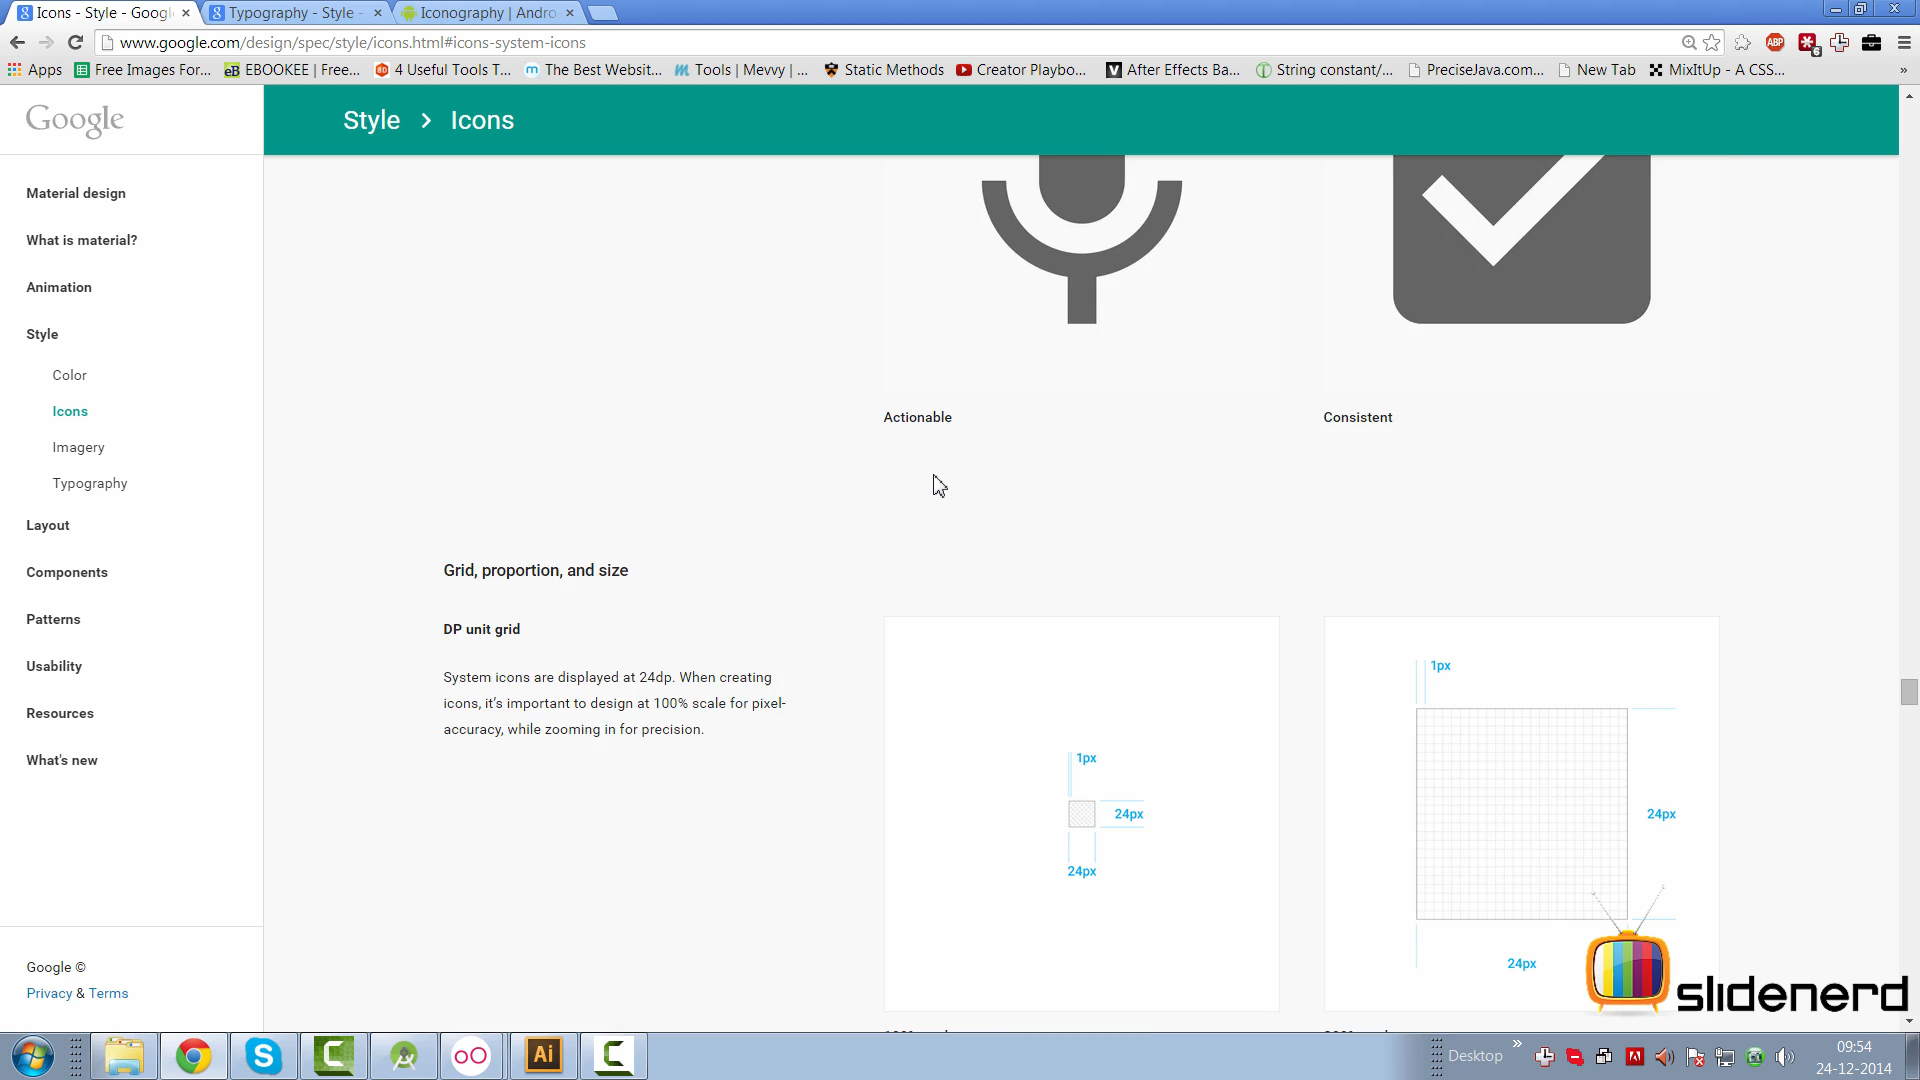 Icons - Style - Googl
Typography - Style -
Iconography | Andro
www.google.com/design/spec/style/icons.html#icons-system-icons
ABP
6
Apps
Free Images For...
eB EBOOKEE | Free...
4 Useful Tools T...
The Best Websit...
Tools | Mevvy | ...
Static Methods
Creator Playbo...
After Effects Ba...
String constant/...
PreciseJava.com...
New Tab
MixItUp - A CSS...
»
Google
Style > Icons
Material design
What is material?
Animation
Style
Color
Icons
Imagery
Typography
Layout
Components
Patterns
Usability
Resources
What's new
Google ©
Privacy & Terms
Actionable
Consistent
Grid, proportion, and size
DP unit grid
System icons are displayed at 24dp. When creating
icons, it's important to design at 100% scale for pixel-
accuracy, while zooming in for precision.
1px
24px
24px
1px
24px
24px
slidenerd
Ai
Desktop
»
09:54
24-12-2014